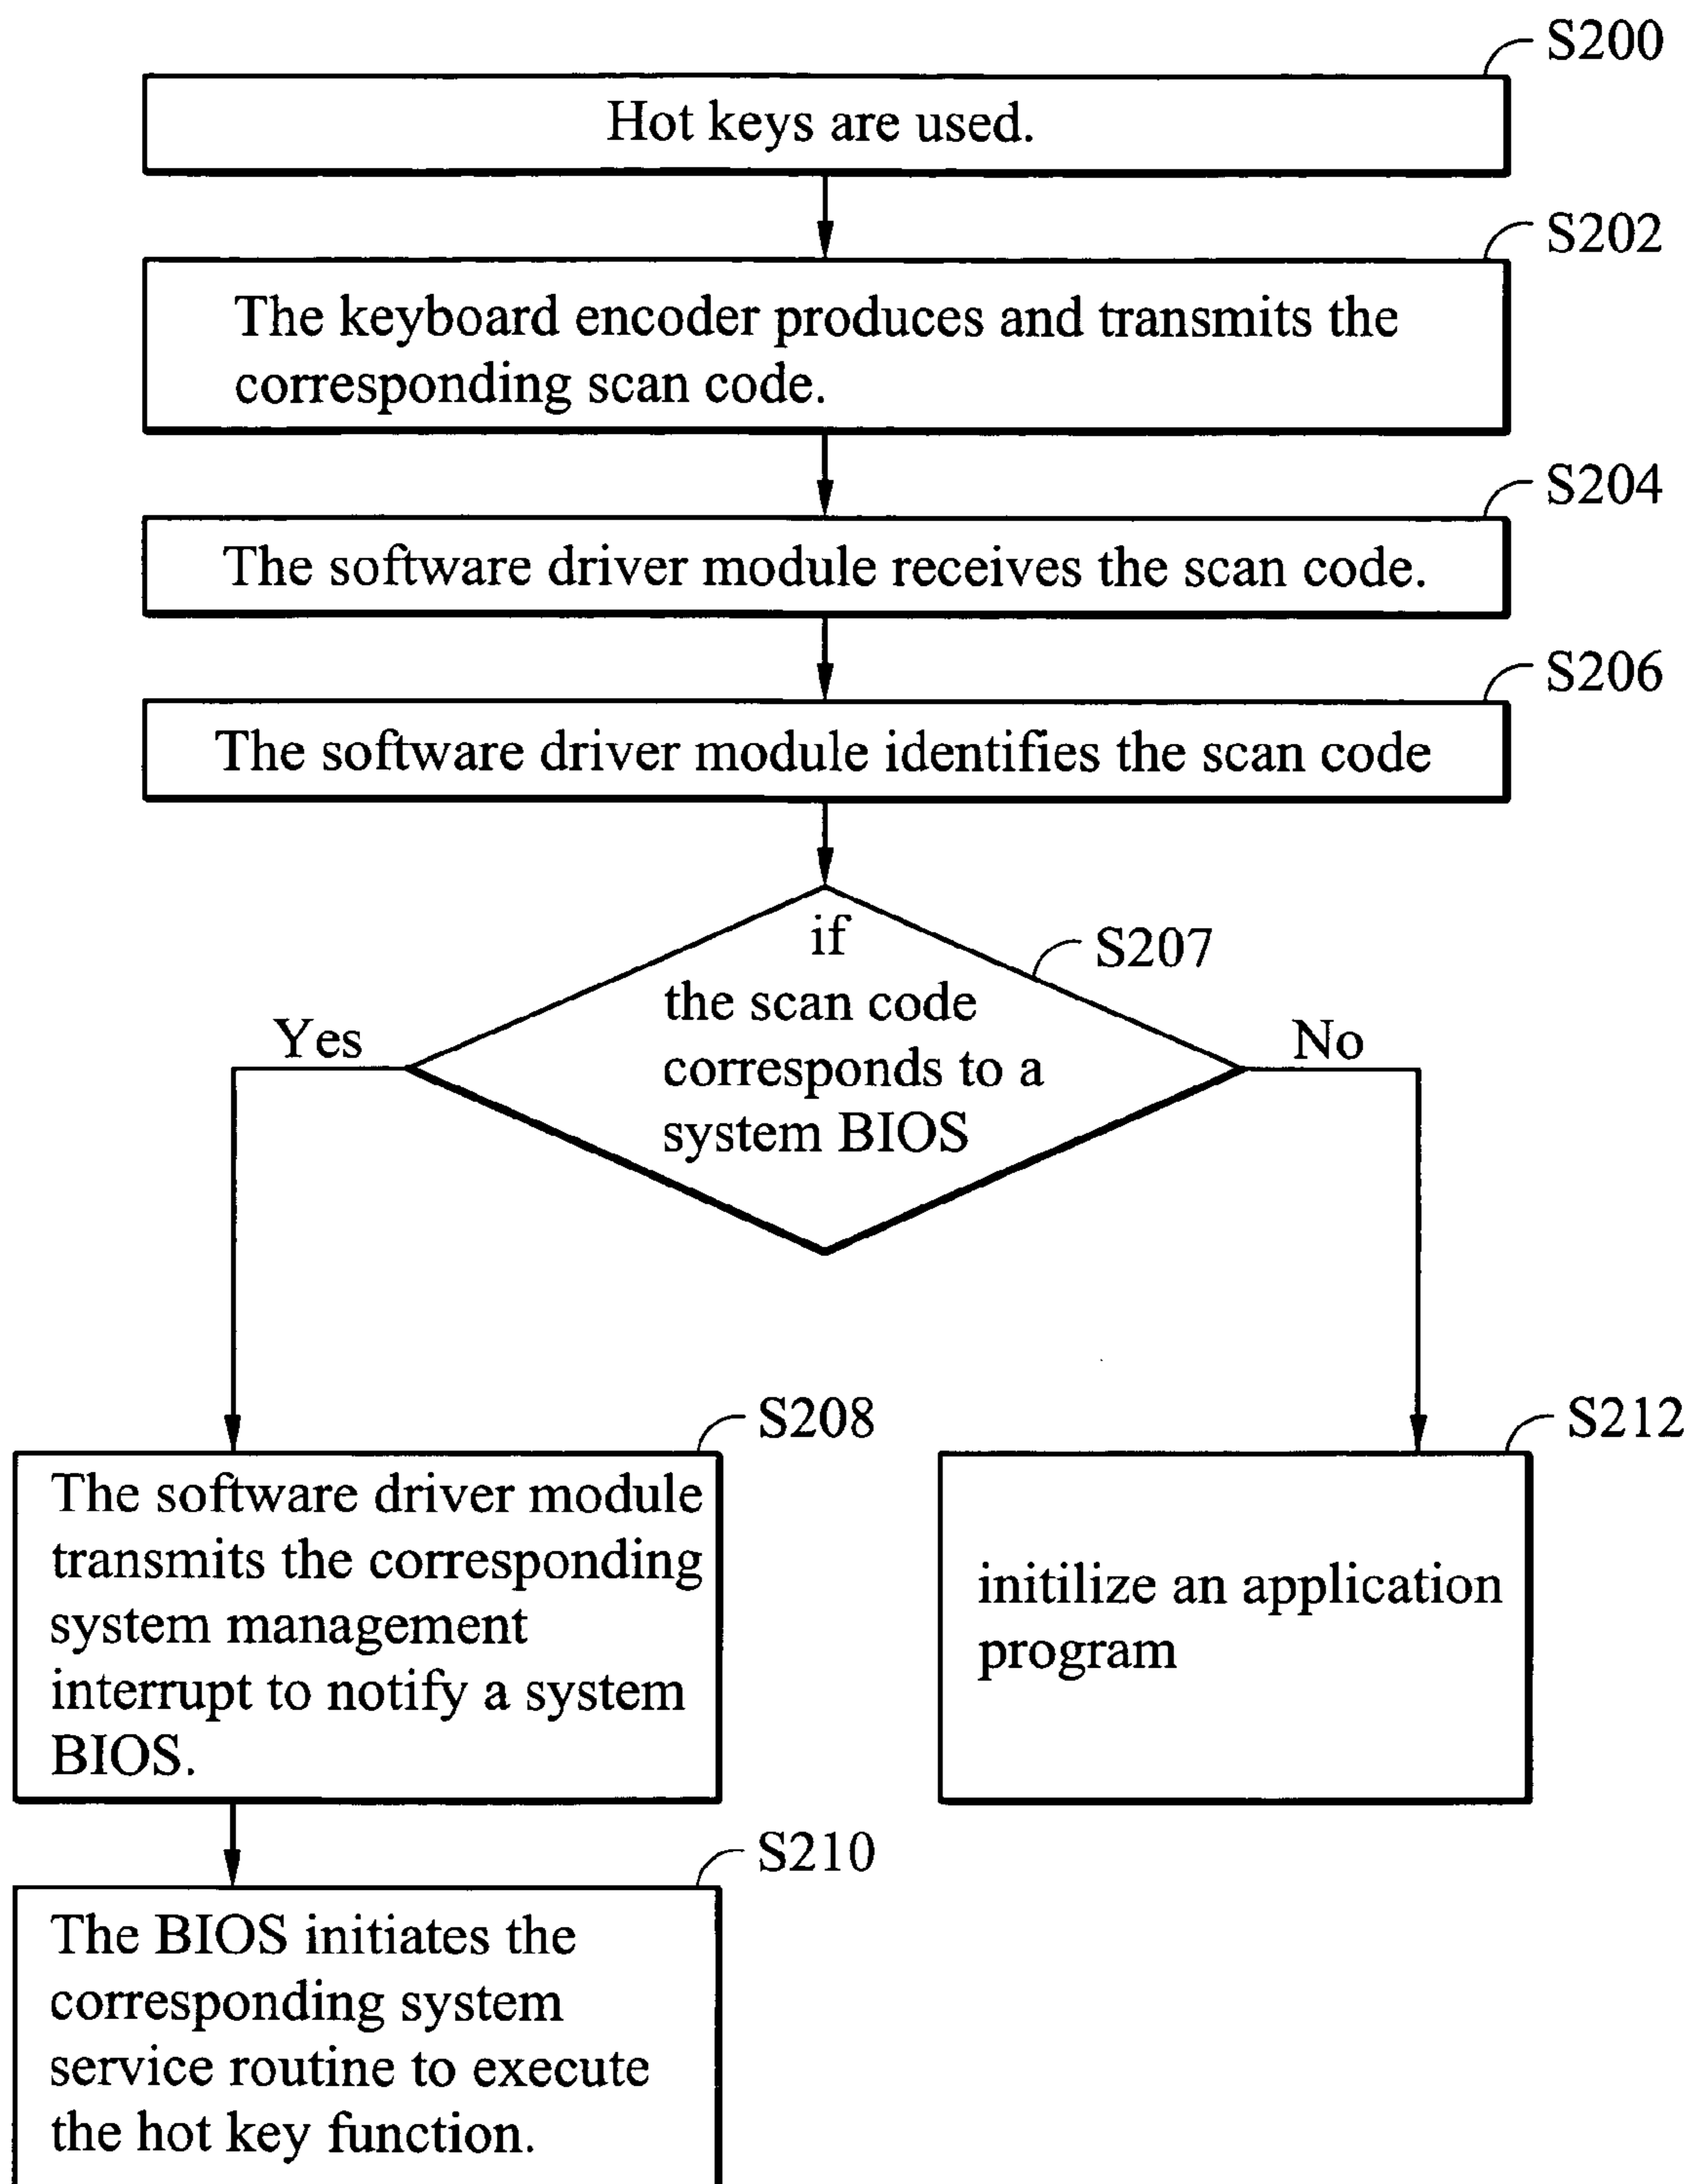 S200
Hot keys are used.
S202
The keyboard encoder produces and transmits the
corresponding scan code.
S204
The software driver module receives the scan code.
S206
The software driver module identifies the scan code
if
S207
the scan code
corresponds to a
system BIOS
Yes
No
S208
The software driver module
transmits the corresponding
system management
interrupt to notify a system
BIOS.
S212
initilize an application
program
S210
The BIOS initiates the
corresponding system
service routine to execute
the hot key function.